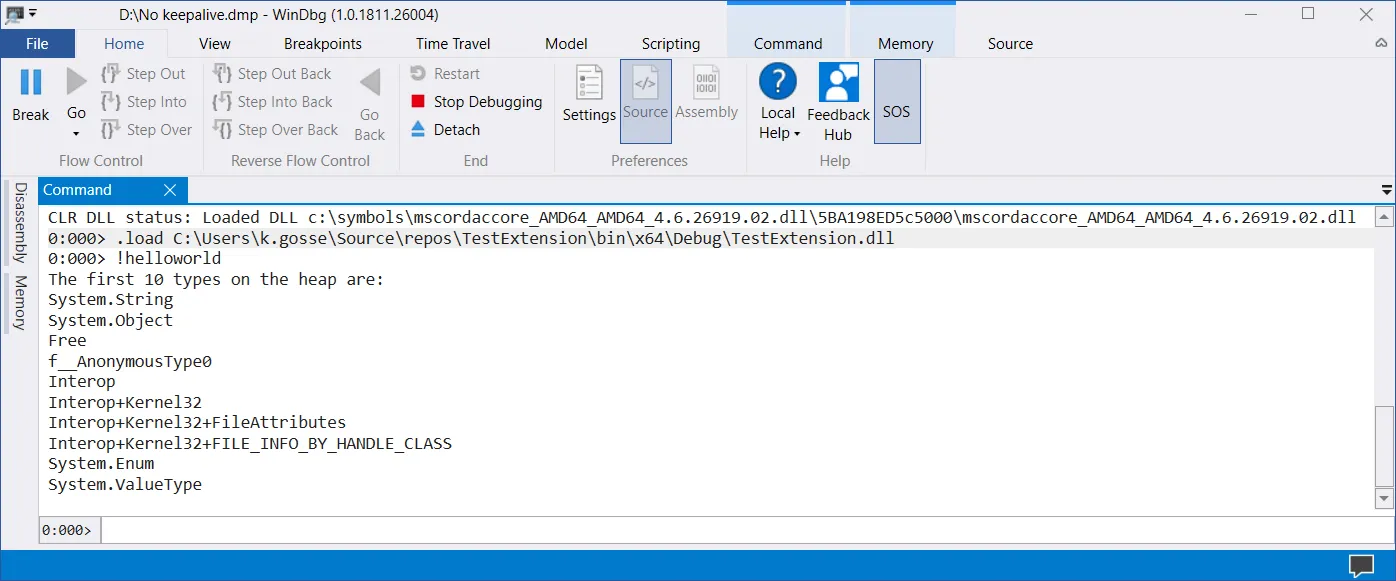 D:\No keepalive.dmp - WinDbg (1.0.1811.26004)
File Home View Breakpoints Time Travel Model Scripting Command Memory Source
Break
Go
Step Out
Step Into
Step Over
Flow Control
Step Out Back
Step Into Back
Step Over Back
Go Back
Reverse Flow Control
Restart
Stop Debugging
Detach
End
Settings
Source
Assembly
Preferences
Local Help
Feedback Hub
SOS
Help
Disassembly
Memory
Command
CLR DLL status: Loaded DLL c:\symbols\mscordaccore_AMD64_AMD64_4.6.26919.02.dll\5BA198ED5c5000\mscordaccore_AMD64_AMD64_4.6.26919.02.dll
0:000> .load C:\Users\k.gosse\Source\repos\TestExtension\bin\x64\Debug\TestExtension.dll
0:000> !helloworld
The first 10 types on the heap are:
System.String
System.Object
Free
f__AnonymousType0
Interop
Interop+Kernel32
Interop+Kernel32+FileAttributes
Interop+Kernel32+FILE_INFO_BY_HANDLE_CLASS
System.Enum
System.ValueType
0:000>